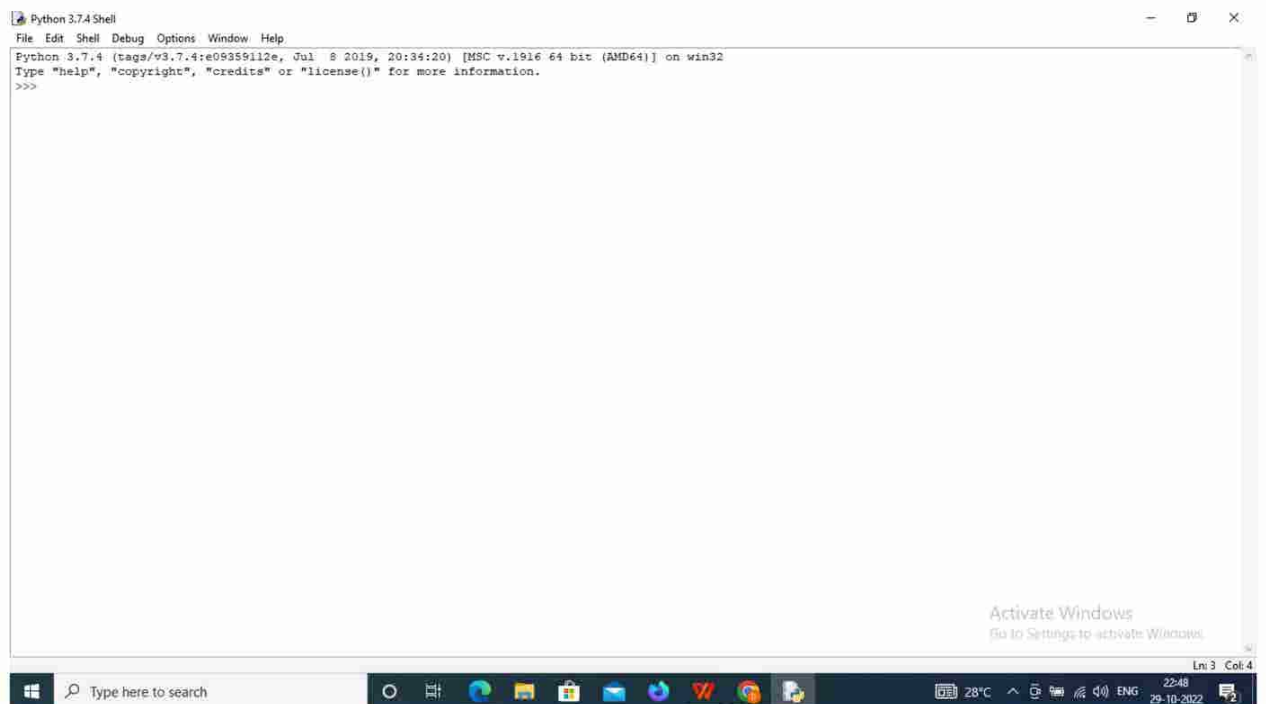 Python 3.7.4 Shell
File Edit Shell Debug Options Window Help
Python 3.7.4 (tags/v3.7.4:e09359112e, Jul  8 2019, 20:34:20) [MSC v.1916 64 bit (AMD64)] on win32
Type "help", "copyright", "credits" or "license()" for more information.
>>>
Activate Windows
Go to Settings to activate Windows.
Ln: 3 Col: 4
Type here to search
28°C ENG 22:48
29-10-2022
2